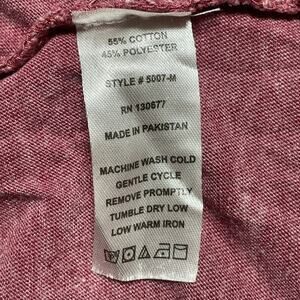 55% COTTON
45% POLYESTER
STYLE # 5007-M
RN 130677
MADE IN PAKISTAN
MACHINE WASH COLD
GENTLE CYCLE
REMOVE PROMPTLY
TUMBLE DRY LOW
LOW WARM IRON